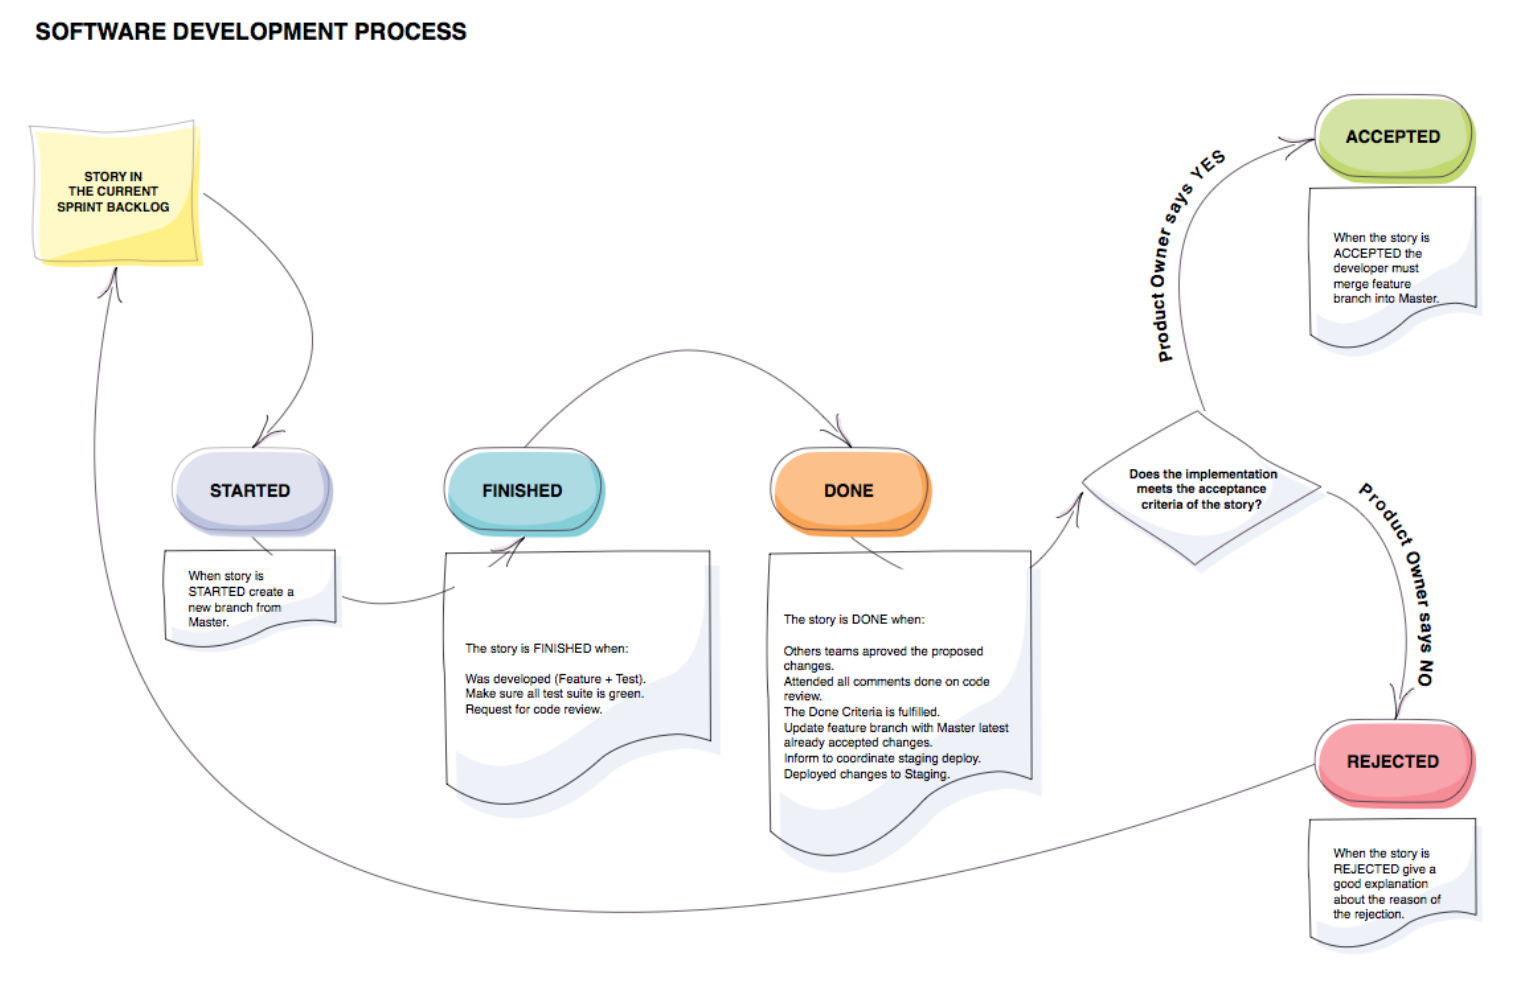 SOFTWARE DEVELOPMENT PROCESS
STORY IN
THE CURRENT
SPRINT BACKLOG
STARTED
When story is
STARTED create a
new branch from
Master.
FINISHED
The story is FINISHED when:
Was developed (Feature + Test).
Make sure all test suite is green.
Request for code review.
DONE
The story is DONE when:
Others teams aproved the proposed
changes.
Attended all comments done on code
review.
The Done Criteria is fulfilled.
Update feature branch with Master latest
already accepted changes.
Inform to coordinate staging deploy.
Deployed changes to Staging.
Does the implementation
meets the acceptance
criteria of the story?
Product Owner says YES
ACCEPTED
When the story is
ACCEPTED the
developer must
merge feature
branch into Master.
Product Owner says NO
REJECTED
When the story is
REJECTED give a
good explanation
about the reason of
the rejection.